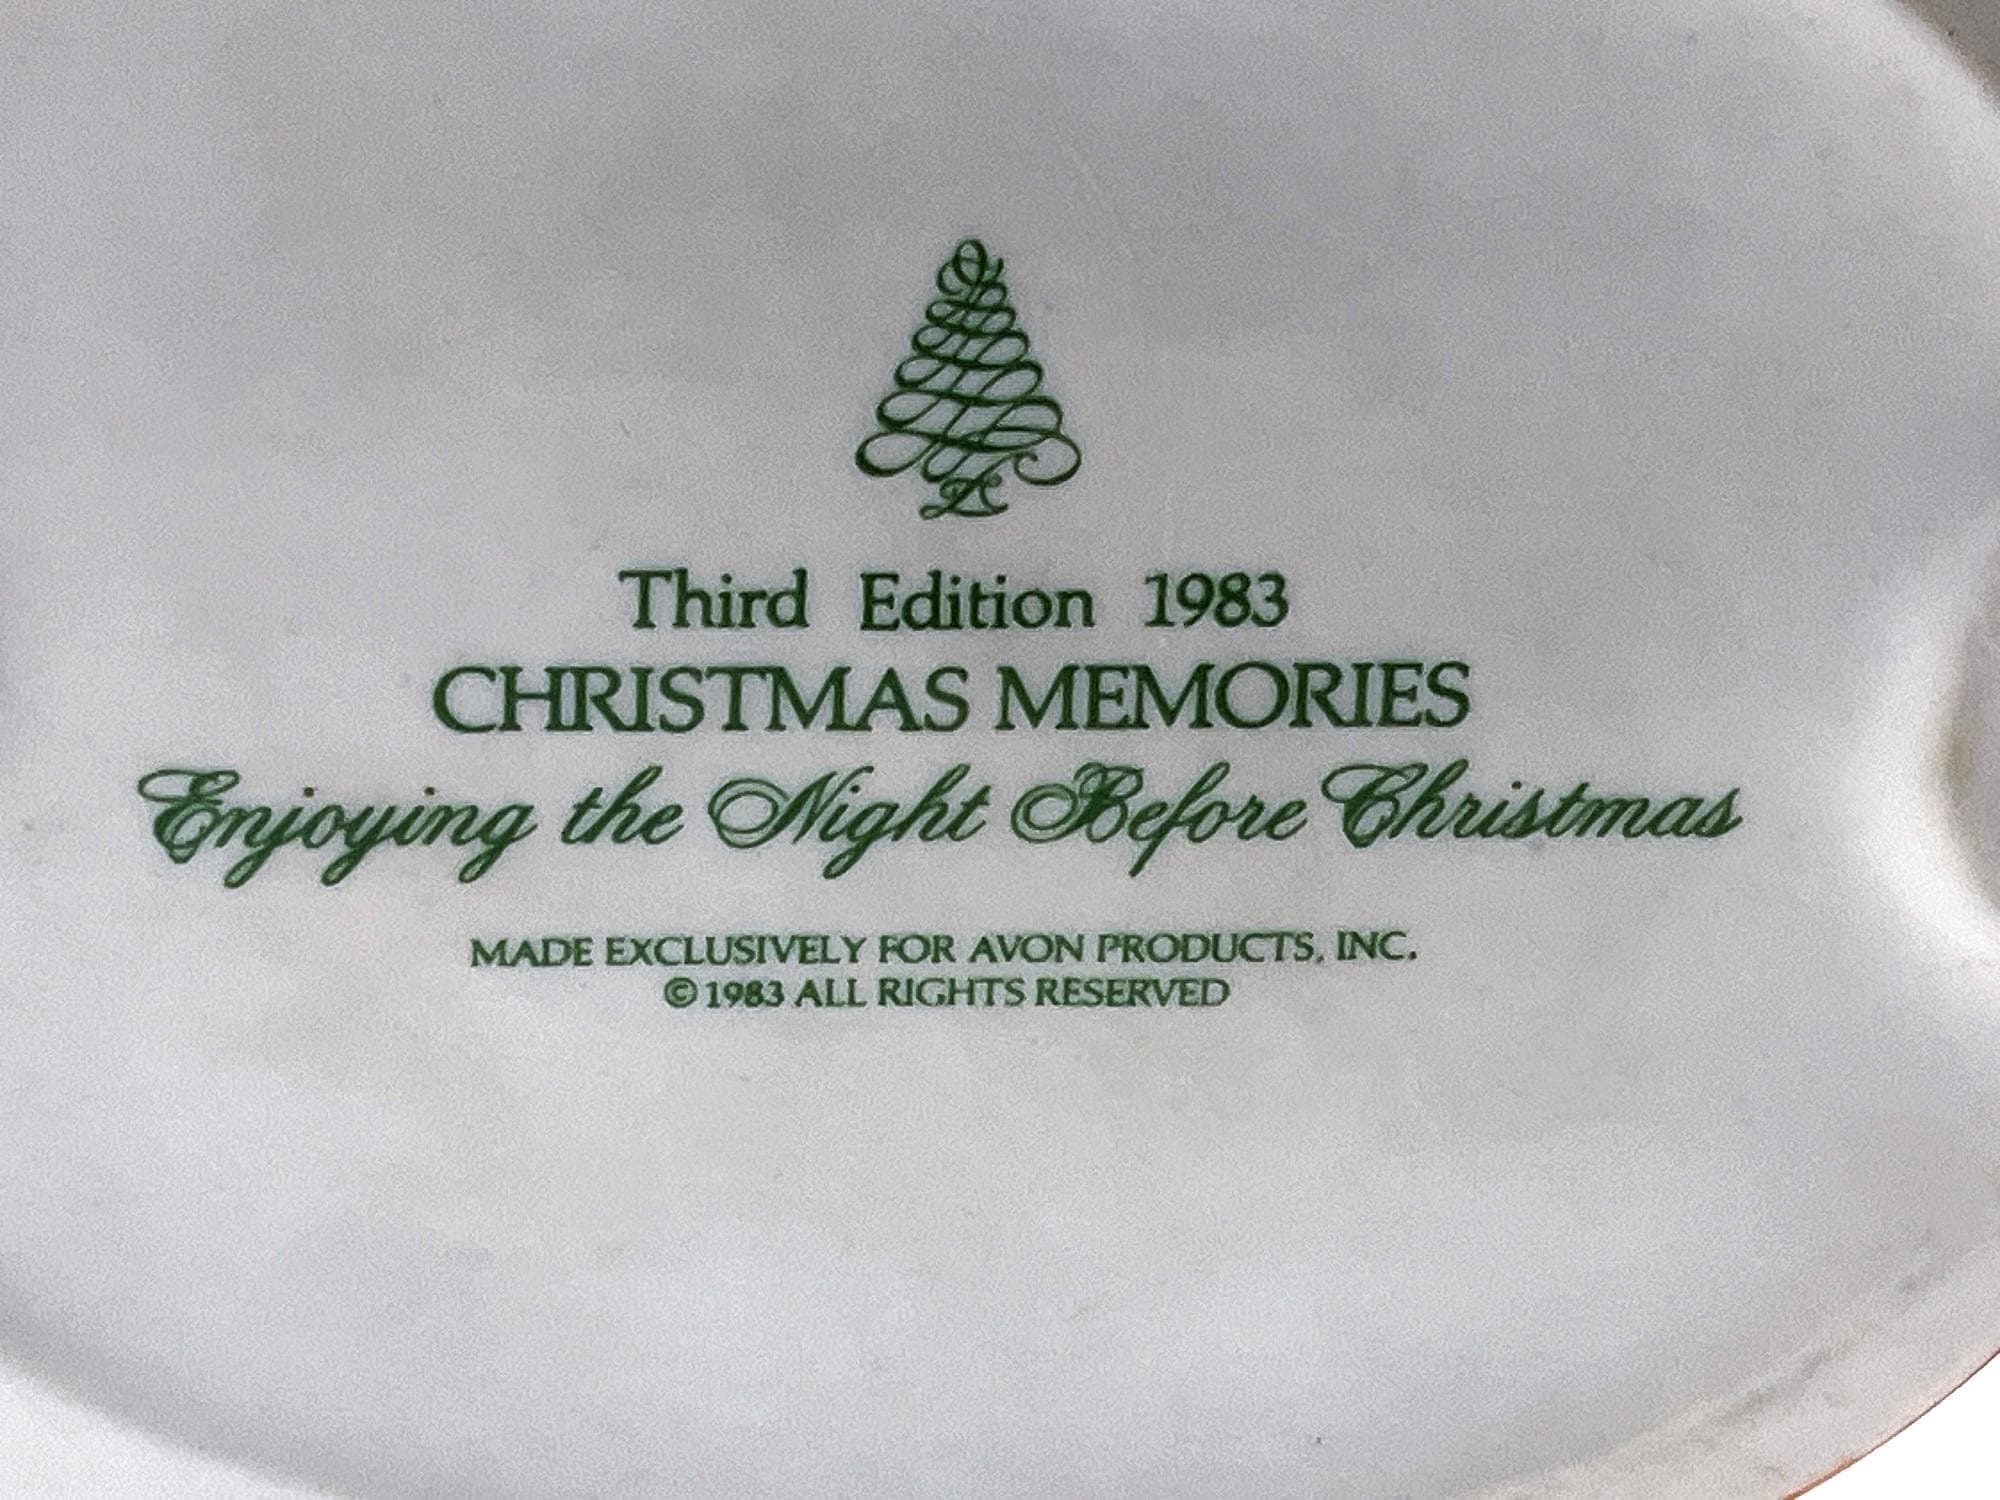 Third Edition 1983
CHRISTMAS MEMORIES
Enjoying the Night Before Christmas
MADE EXCLUSIVELY FOR AVON PRODUCTS, INC.
©1983 ALL RIGHTS RESERVED